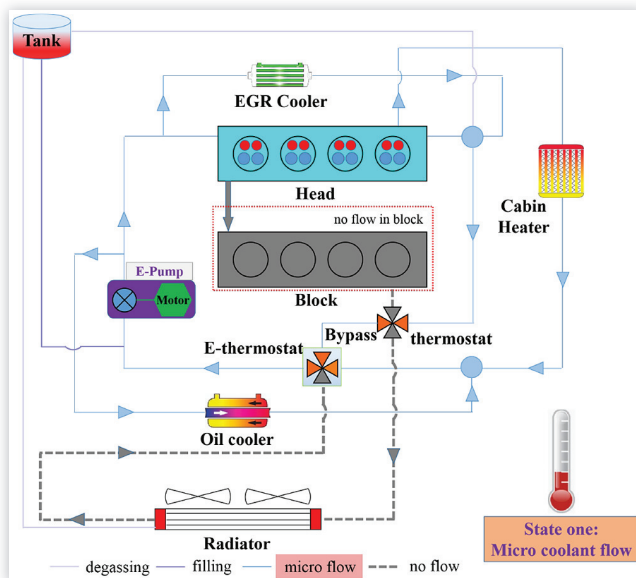 Tank
EGR Cooler
Head
Cabin
Heater
no flow in block
Block
E-Pump
Motor
Bypass
thermostat
E-thermostat
Oil cooler
Radiator
State one:
Micro coolant flow
degassing
filling
micro flow
no flow